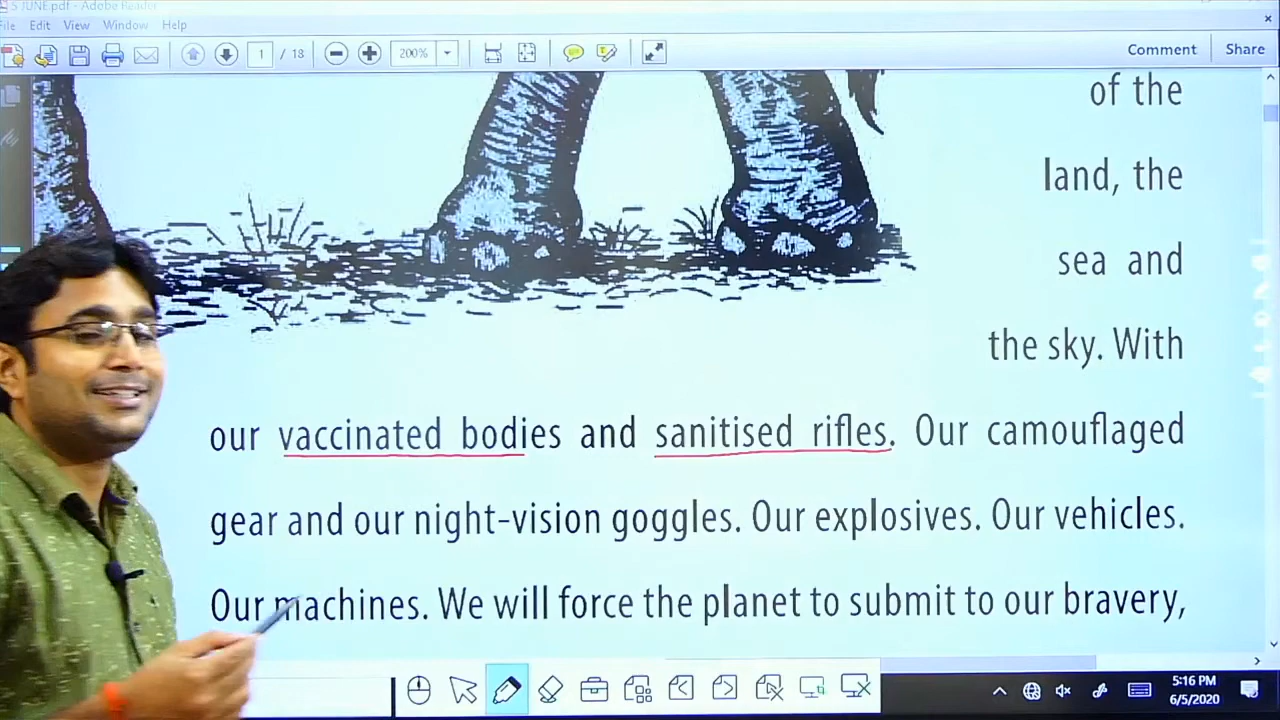 5 JUNE.pdf - Adobe Reader
File Edit View Window Help
1 / 18 200% Comment Share
of the
land, the
sea and
the sky. With
our vaccinated bodies and sanitised rifles. Our camouflaged
gear and our night-vision goggles. Our explosives. Our vehicles.
Our machines. We will force the planet to submit to our bravery,
5:16 PM
6/5/2020